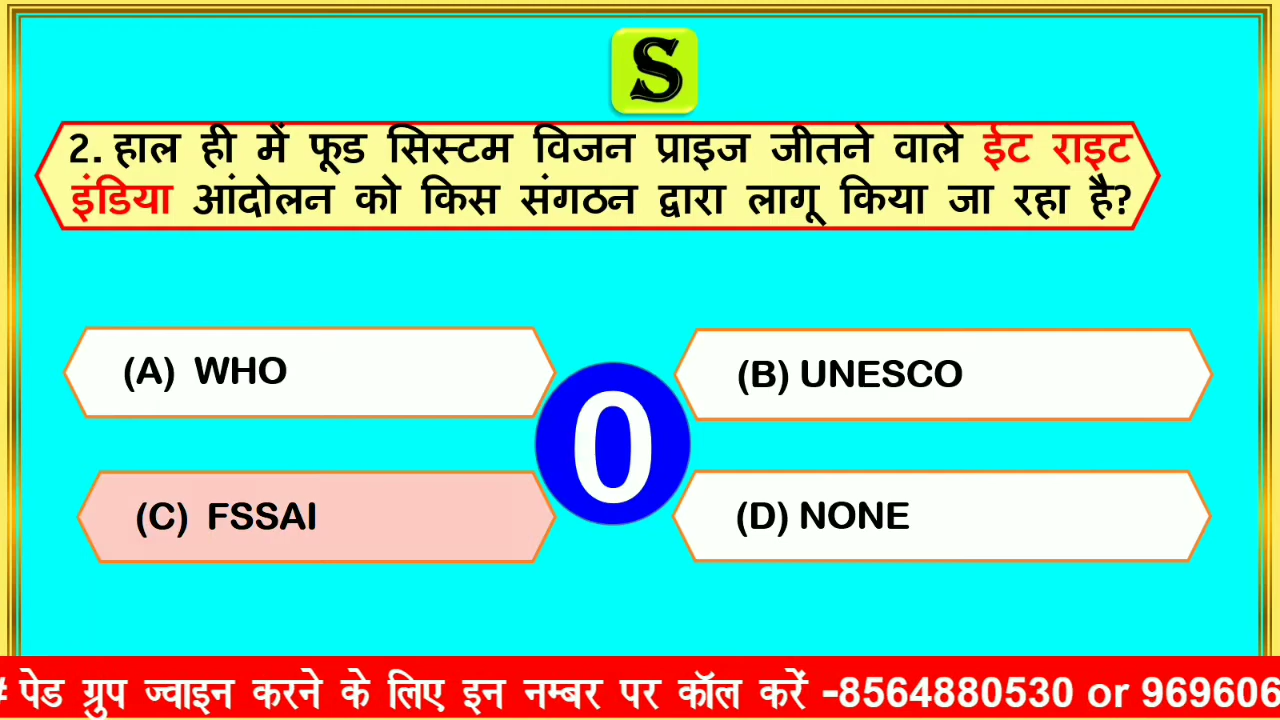 S
2. हाल ही में फूड सिस्टम विजन प्राइज जीतने वाले ईट राइट
इंडिया आंदोलन को किस संगठन द्वारा लागू किया जा रहा है?
(A) WHO
(B) UNESCO
0
(C) FSSAI
(D) NONE
# पेड ग्रुप ज्वाइन करने के लिए इन नम्बर पर कॉल करें -8564880530 or 969606